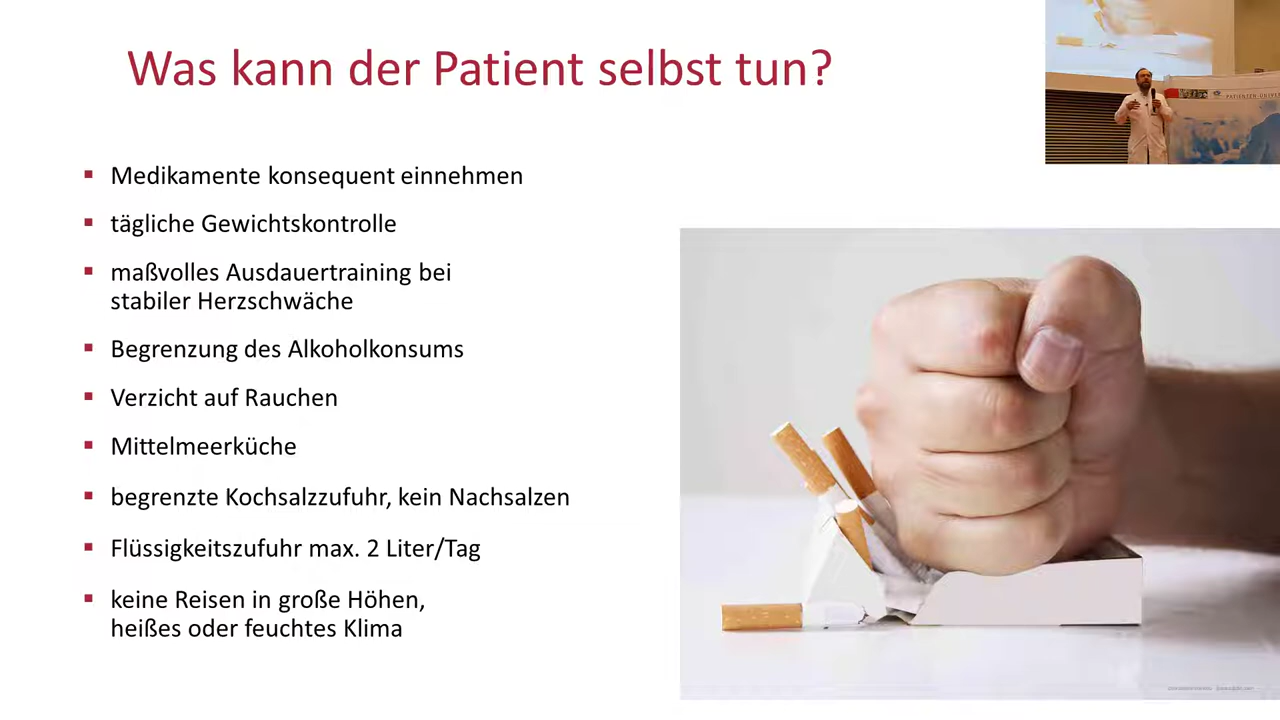 Was kann der Patient selbst tun?
▪ Medikamente konsequent einnehmen
▪ tägliche Gewichtskontrolle
▪ maßvolles Ausdauertraining bei
stabiler Herzschwäche
▪ Begrenzung des Alkoholkonsums
▪ Verzicht auf Rauchen
▪ Mittelmeerküche
▪ begrenzte Kochsalzzufuhr, kein Nachsalzen
▪ Flüssigkeitszufuhr max. 2 Liter/Tag
▪ keine Reisen in große Höhen,
heißes oder feuchtes Klima